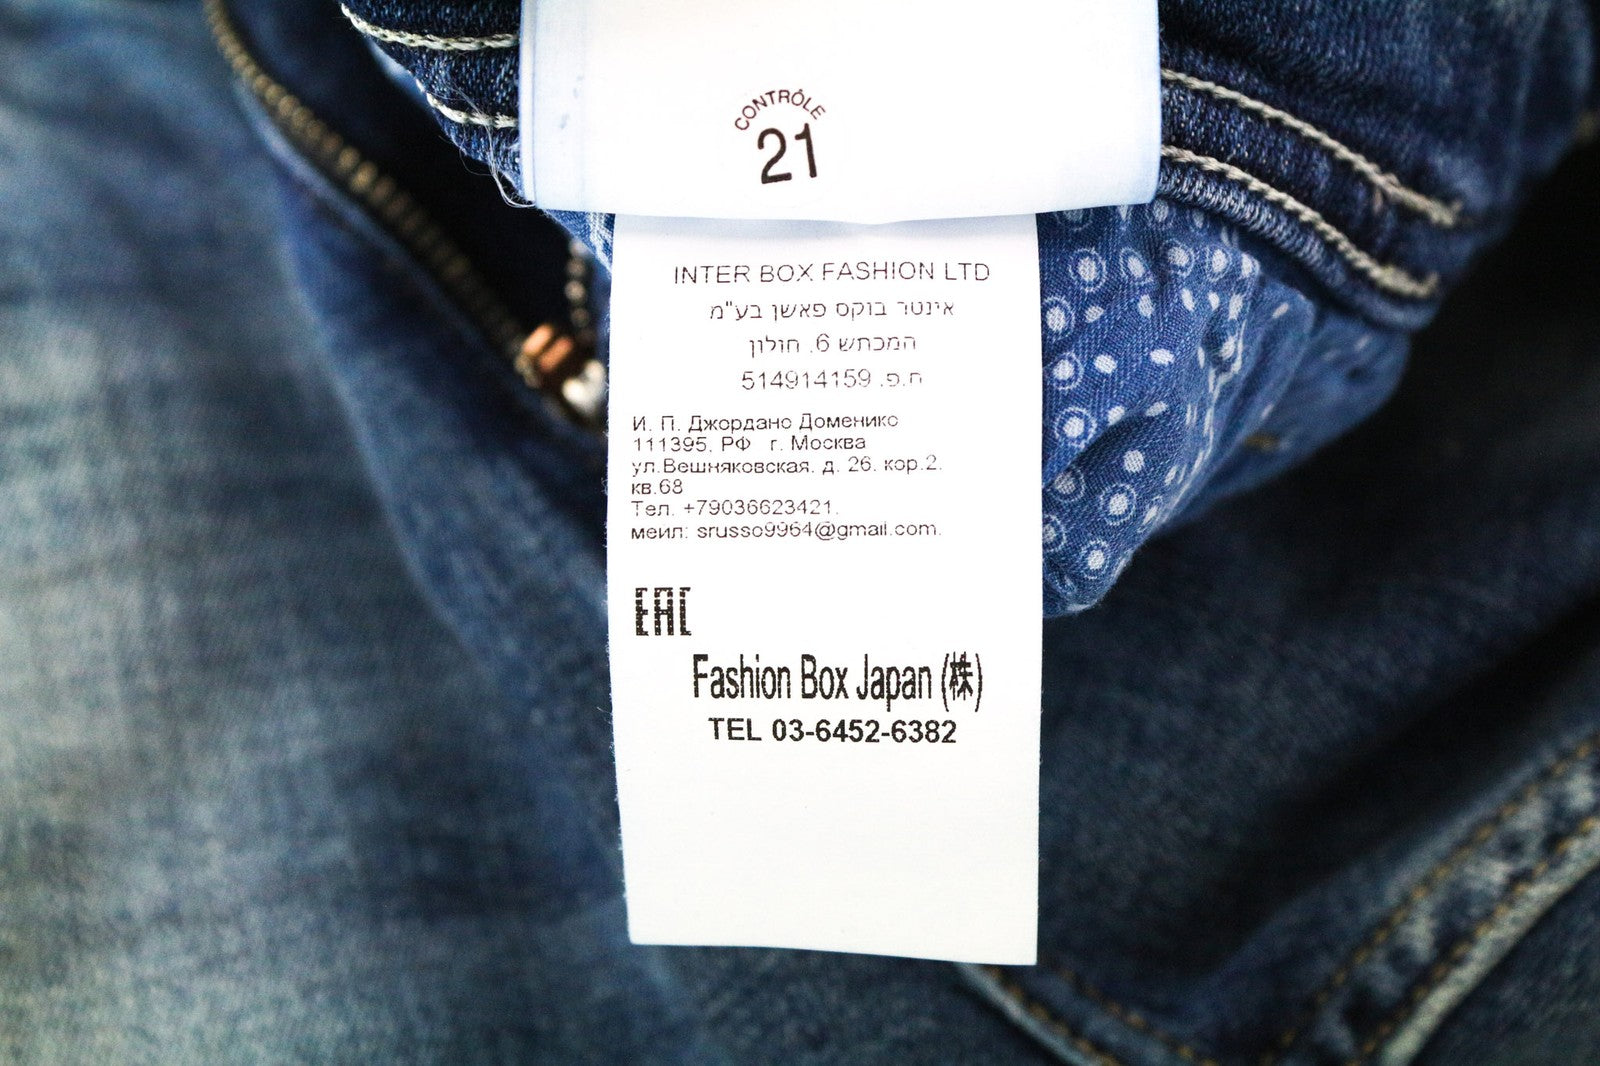 CONTRÔLE
21
INTER BOX FASHION LTD
אינטר בוקס פאשן בע"מ
המכתש 6. חולון
ח.פ. 514914159
И. П. Джордано Доменико
111395, РФ г. Москва
ул.Вешняковская, д. 26. кор.2.
кв.68
Тел. +79036623421.
меил: srusso9964@gmail.com.
EAC
Fashion Box Japan (株)
TEL 03-6452-6382